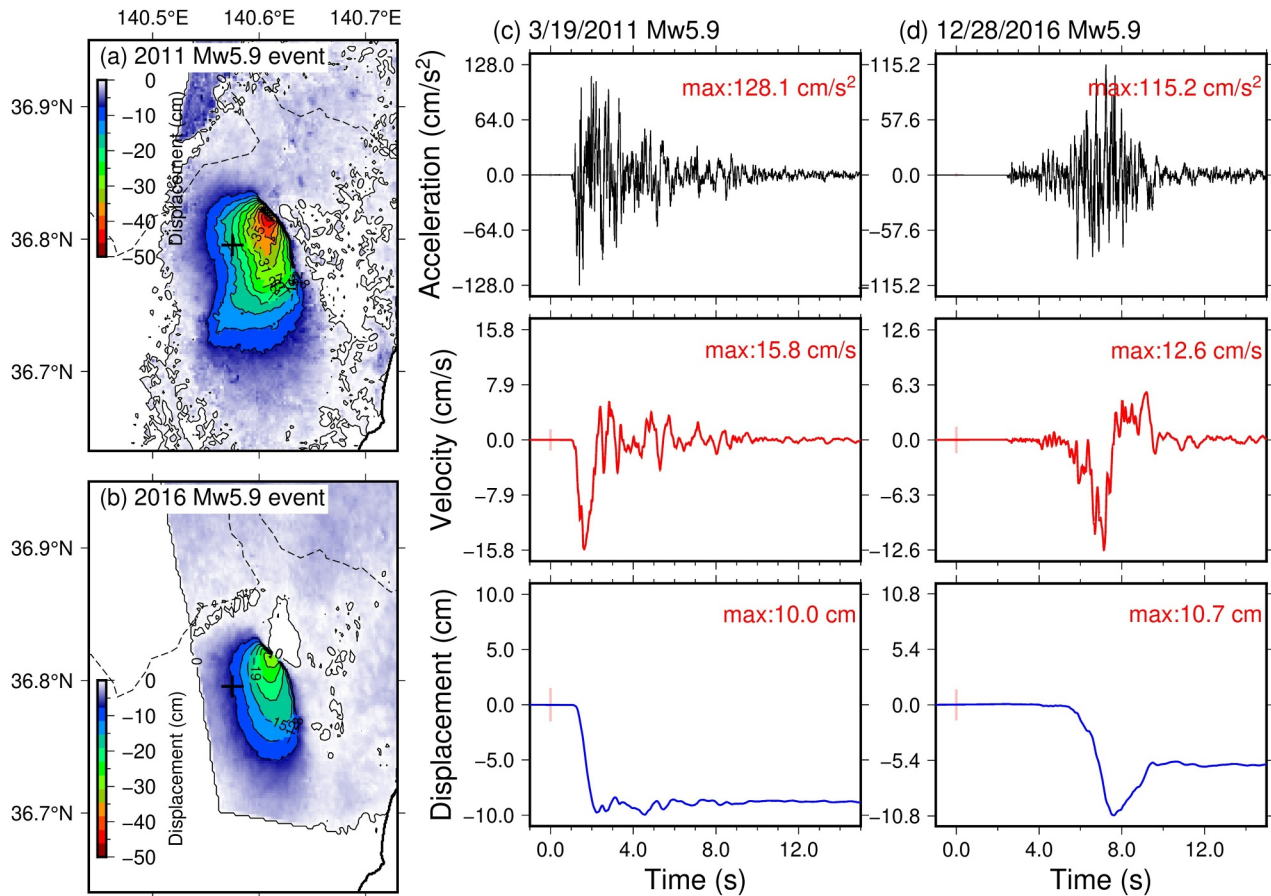 140.5°E 140.6°E 140.7°E
(a) 2011 Mw5.9 event
0
−10
−20
−30
−40
−50
Displacement (cm)
36.9°N
36.8°N
36.7°N
(b) 2016 Mw5.9 event
0
−10
−20
−30
−40
−50
Displacement (cm)
36.9°N
36.8°N
36.7°N
(c) 3/19/2011 Mw5.9
Acceleration (cm/s²)
128.0
64.0
0.0
−64.0
−128.0
max:128.1 cm/s²
Velocity (cm/s)
15.8
7.9
0.0
−7.9
−15.8
max:15.8 cm/s
Displacement (cm)
10.0
5.0
0.0
−5.0
−10.0
max:10.0 cm
0.0 4.0 8.0 12.0
Time (s)
(d) 12/28/2016 Mw5.9
115.2
57.6
0.0
−57.6
−115.2
max:115.2 cm/s²
12.6
6.3
0.0
−6.3
−12.6
max:12.6 cm/s
10.8
5.4
0.0
−5.4
−10.8
max:10.7 cm
0.0 4.0 8.0 12.0
Time (s)